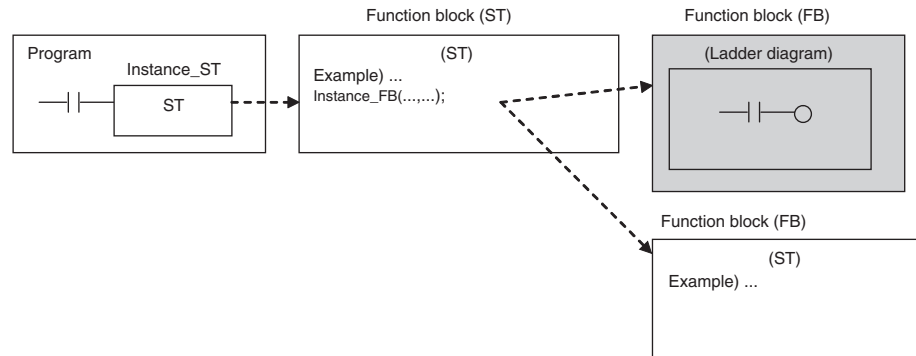 Program
Instance_ST
ST
Function block (ST)
(ST)
Example) ...
Instance_FB(...,...);
Function block (FB)
(Ladder diagram)
Function block (FB)
(ST)
Example) ...